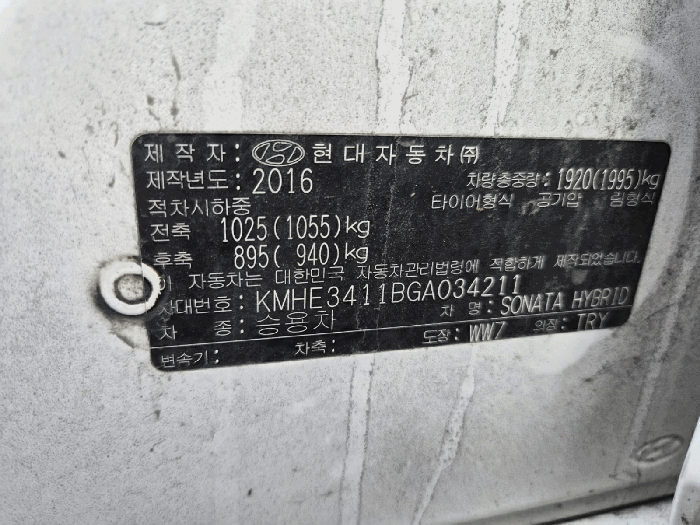 제 작 자 : 현대자동차㈜
제작년도 : 2016 차량총중량 : 1920(1995)kg
적차시하중 타이어형식 공기압 림형식
전축 1025(1055)kg
후축 895( 940)kg
이 자동차는 대한민국 자동차관리법령에 적합하게 제작되었습니다.
차대번호 : KMHE3411BGA034211
차 종 : 승용차 차 명 : SONATA HYBRID
변속기 : 차축 : 도장 : WW7 의장 : TRY